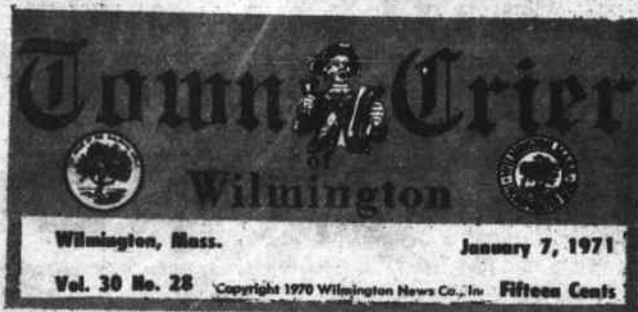 Town Crier
of
Wilmington
Wilmington, Mass.
January 7, 1971
Vol. 30 No. 28
Copyright 1970 Wilmington News Co., Inc
Fifteen Cents